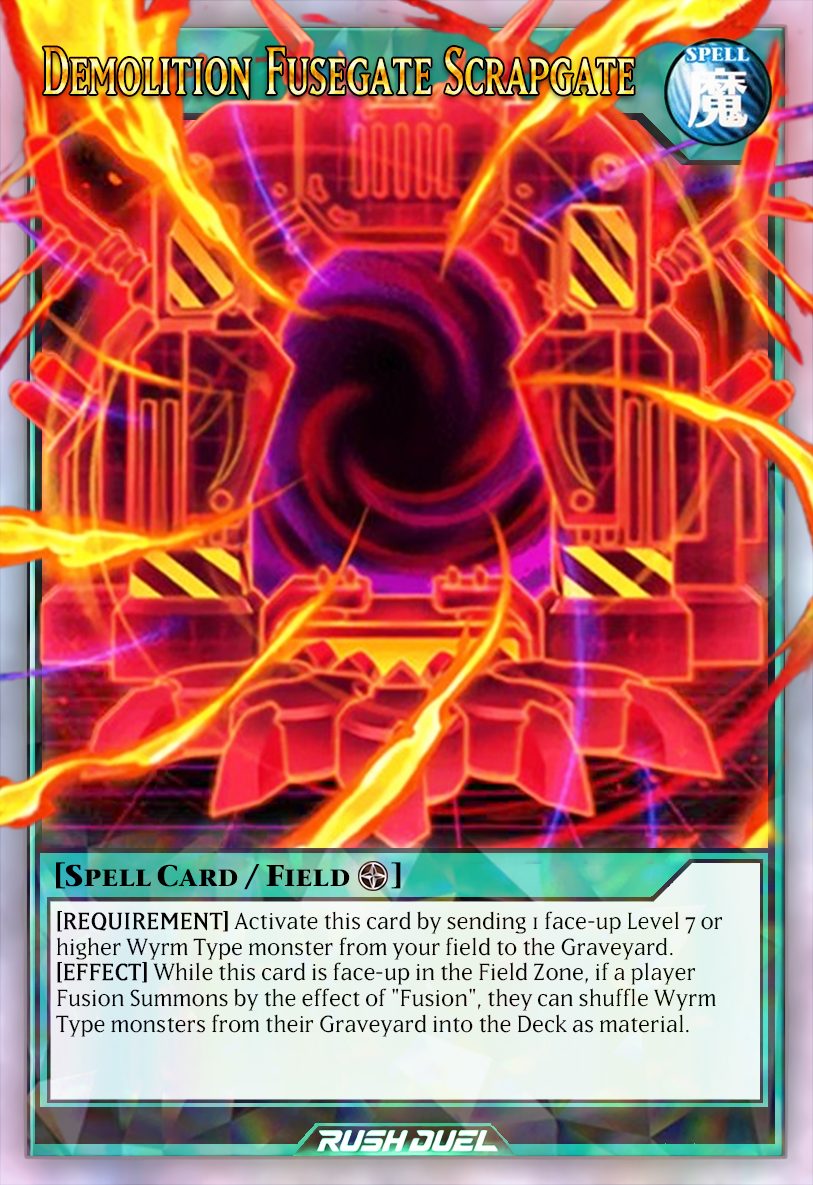 Demolition Fusegate Scrapgate
SPELL
魔
[Spell Card / Field ]
[REQUIREMENT] Activate this card by sending 1 face-up Level 7 or
higher Wyrm Type monster from your field to the Graveyard.
[EFFECT] While this card is face-up in the Field Zone, if a player
Fusion Summons by the effect of "Fusion", they can shuffle Wyrm
Type monsters from their Graveyard into the Deck as material.
RUSH DUEL